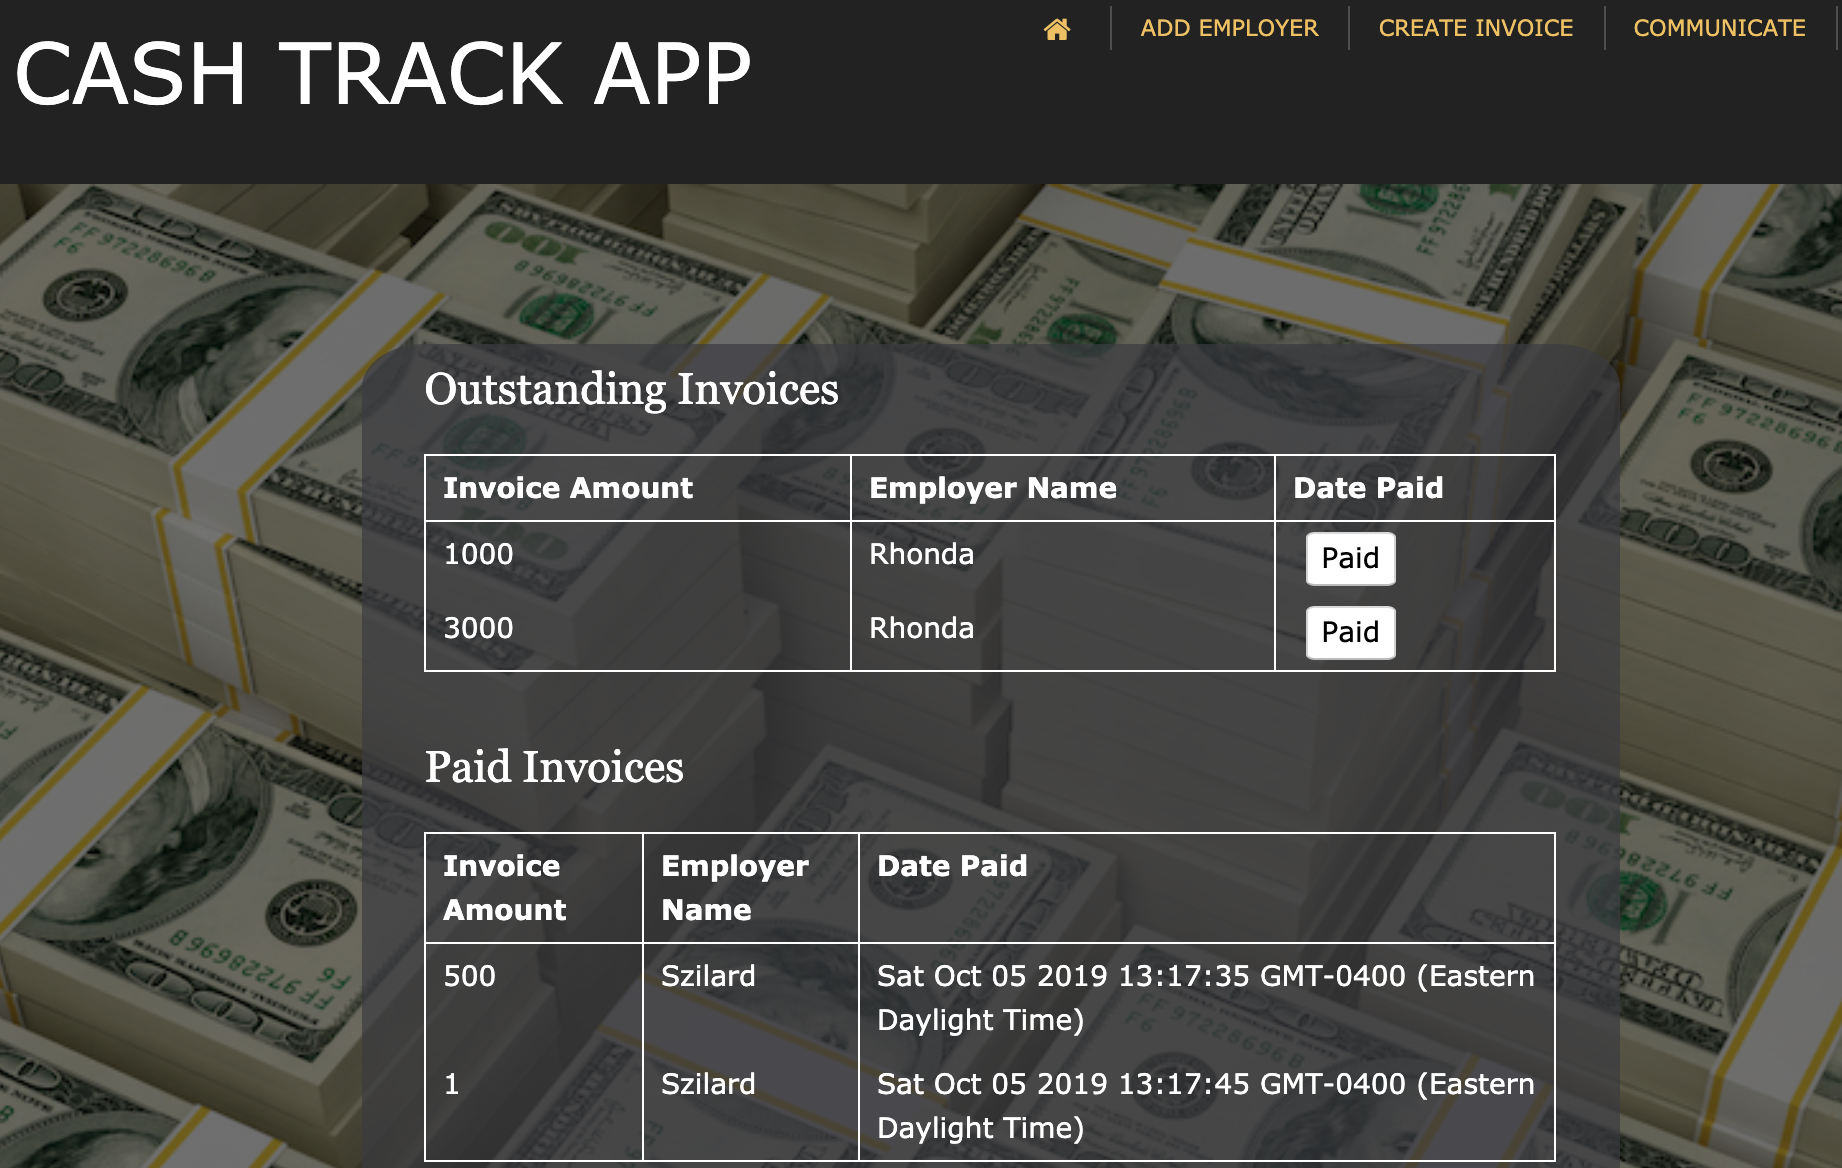 CASH TRACK APP
ADD EMPLOYER
CREATE INVOICE
COMMUNICATE
Outstanding Invoices
Invoice Amount Employer Name Date Paid
1000 Rhonda Paid
3000 Rhonda Paid
Paid Invoices
Invoice Amount
Employer Name
Date Paid
500 Szilard Sat Oct 05 2019 13:17:35 GMT-0400 (Eastern
Daylight Time)
1 Szilard Sat Oct 05 2019 13:17:45 GMT-0400 (Eastern
Daylight Time)
FF97228696B
F6